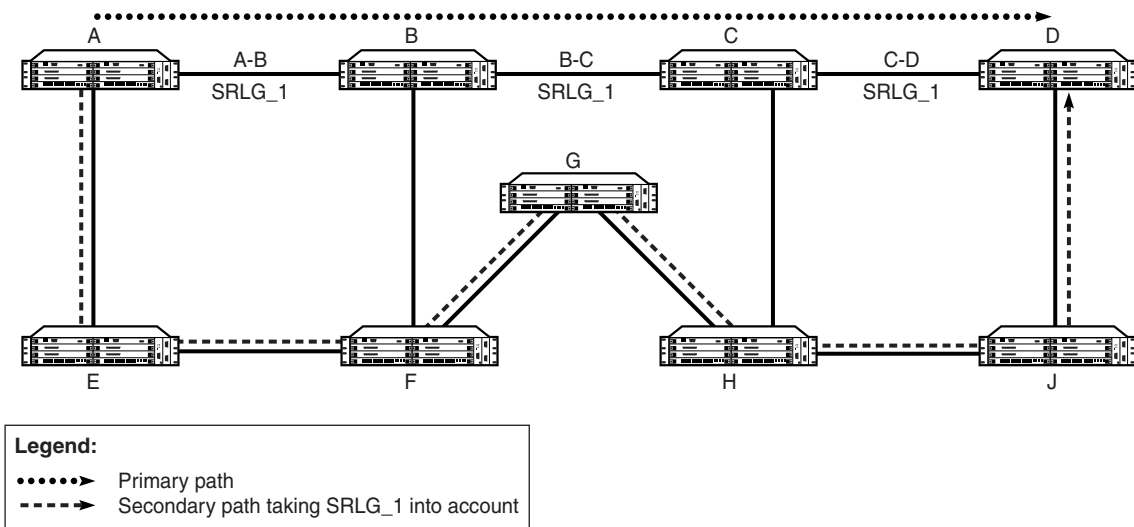 A
B
C
D
A-B
B-C
C-D
SRLG_1
SRLG_1
SRLG_1
G
E
F
H
J
Legend:
Primary path
Secondary path taking SRLG_1 into account